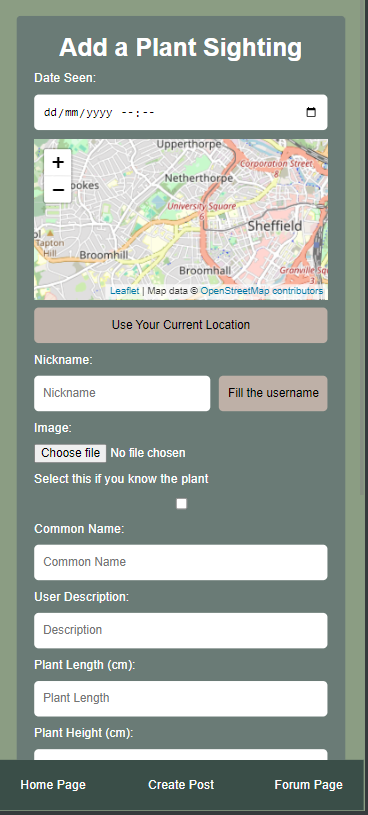 Add a Plant Sighting
Date Seen:
dd/mm/yyyy --:--
+
−
Upperthorpe
Corporation Street
6
ookes
Netherthorpe
University Square
6
Sheffield
Tapton
Hill
Broomhill
Broomhall
Granville Sq
Leaflet | Map data © OpenStreetMap contributors
Use Your Current Location
Nickname:
Nickname
Fill the username
Image:
Choose file No file chosen
Select this if you know the plant
Common Name:
Common Name
User Description:
Description
Plant Length (cm):
Plant Length
Plant Height (cm):
Home Page Create Post Forum Page